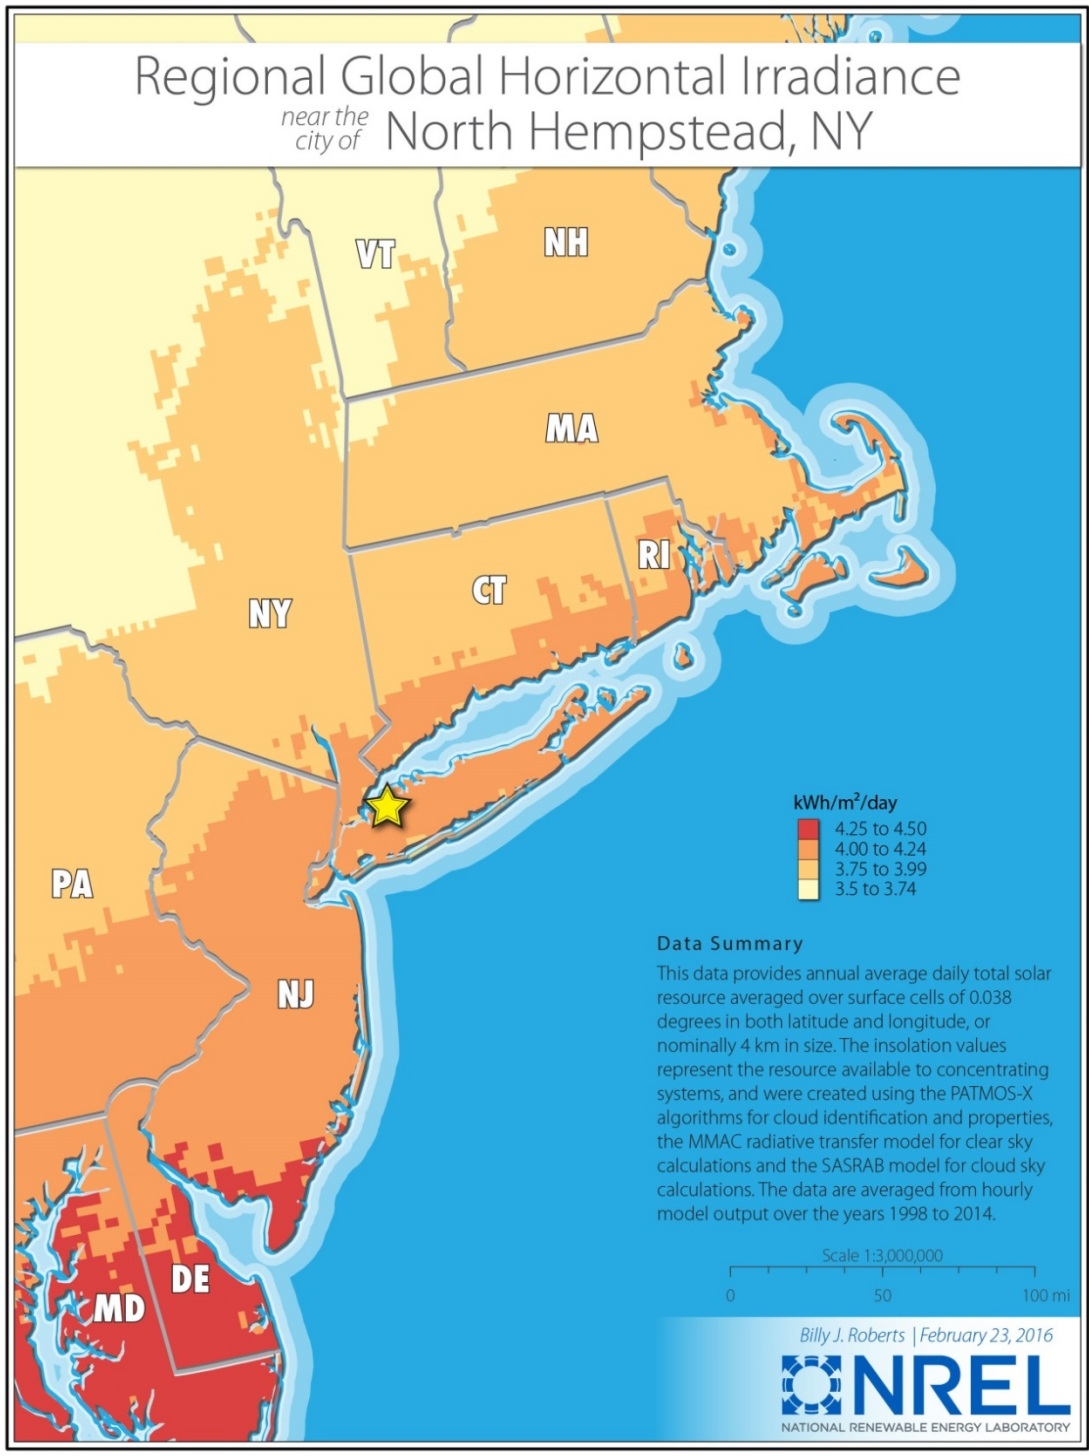 Regional Global Horizontal Irradiance
near the
city of North Hempstead, NY
VT
NH
MA
RI
CT
NY
PA
NJ
DE
MD
kWh/m²/day
4.25 to 4.50
4.00 to 4.24
3.75 to 3.99
3.5 to 3.74
Data Summary
This data provides annual average daily total solar
resource averaged over surface cells of 0.038
degrees in both latitude and longitude, or
nominally 4 km in size. The insolation values
represent the resource available to concentrating
systems, and were created using the PATMOS-X
algorithms for cloud identification and properties,
the MMAC radiative transfer model for clear sky
calculations and the SASRAB model for cloud sky
calculations. The data are averaged from hourly
model output over the years 1998 to 2014.
Scale 1:3,000,000
0 50 100 mi
Billy J. Roberts | February 23, 2016
NREL
NATIONAL RENEWABLE ENERGY LABORATORY